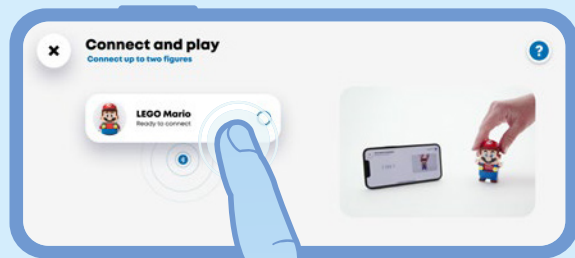 Connect and play
Connect up to two figures
?
LEGO Mario
Ready to connect